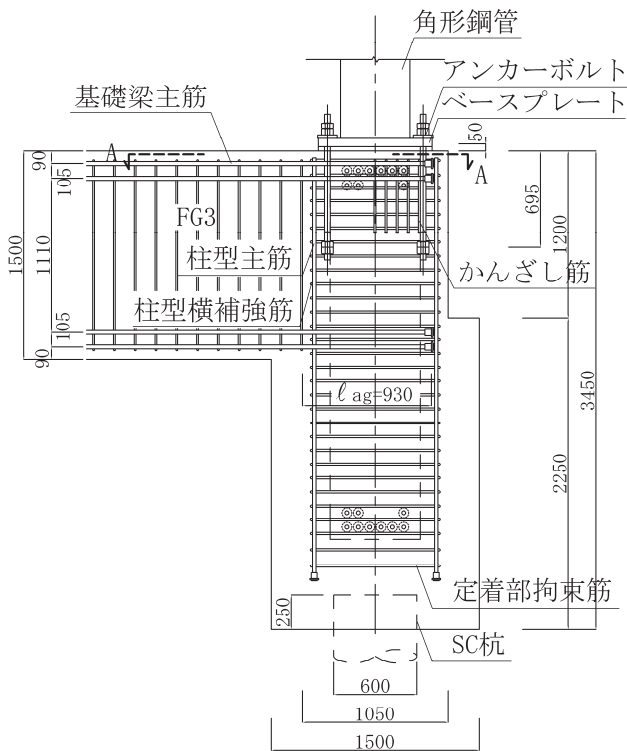 角形鋼管
アンカーボルト
ベースプレート
基礎梁主筋
50
A
A
90
105
FG3
695
1200
1500
1110
柱型主筋
かんざし筋
柱型横補強筋
105
90
ℓag=930
3450
2250
定着部拘束筋
250
SC杭
600
1050
1500